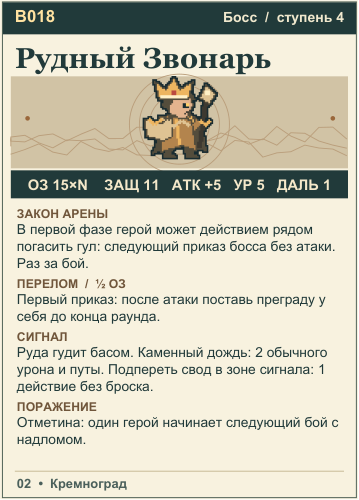 B018
Босс / ступень 4
Рудный Звонарь
ОЗ 15×N ЗАЩ 11 АТК +5 УР 5 ДАЛЬ 1
ЗАКОН АРЕНЫ
В первой фазе герой может действием рядом
погасить гул: следующий приказ босса без атаки.
Раз за бой.
ПЕРЕЛОМ / ½ ОЗ
Первый приказ: после атаки поставь преграду у
себя до конца раунда.
СИГНАЛ
Руда гудит басом. Каменный дождь: 2 обычного
урона и путы. Подпереть свод в зоне сигнала: 1
действие без броска.
ПОРАЖЕНИЕ
Отметина: один герой начинает следующий бой с
надломом.
02 • Кремноград